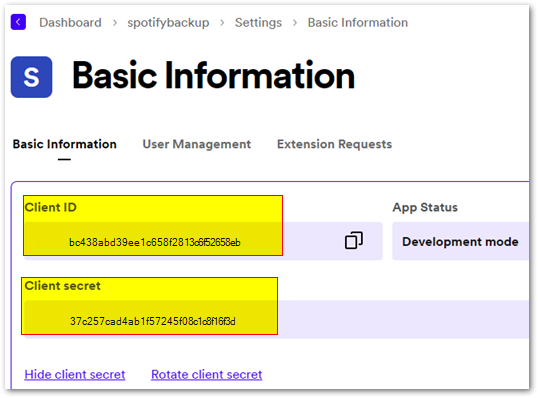 Dashboard > spotifybackup > Settings > Basic Information
S Basic Information
Basic Information User Management Extension Requests
Client ID App Status
bc438abd39ee1c658f2813c6f52658eb Development mode
Client secret
37c257cad4ab1f57245f08c1c8f16f3d
Hide client secret Rotate client secret